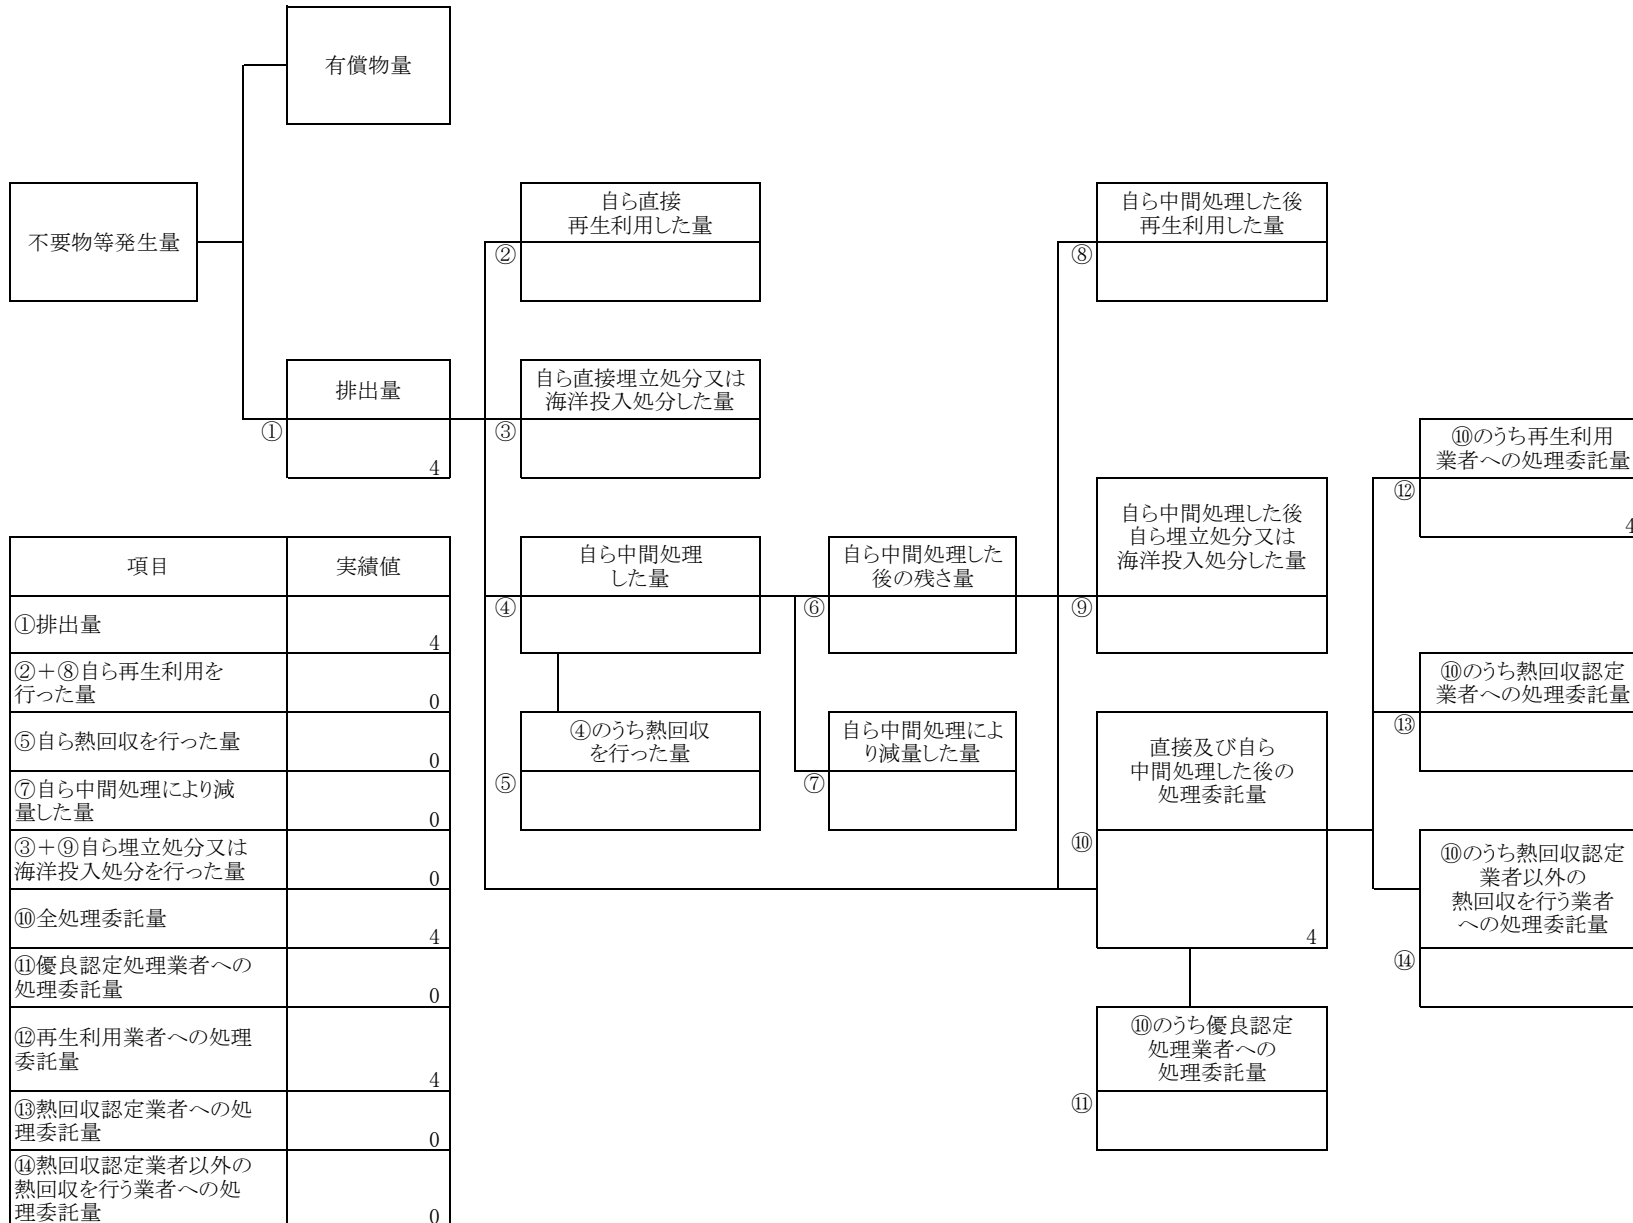 有償物量
不要物等発生量
自ら直接
再生利用した量
②
自ら中間処理した後
再生利用した量
⑧
排出量
①
4
自ら直接埋立処分又は
海洋投入処分した量
③
⑩のうち再生利用
業者への処理委託量
⑫
4
自ら中間処理した後
自ら埋立処分又は
海洋投入処分した量
⑨
自ら中間処理
した量
④
自ら中間処理した
後の残さ量
⑥
⑩のうち熱回収認定
業者への処理委託量
⑬
④のうち熱回収
を行った量
⑤
自ら中間処理によ
り減量した量
⑦
直接及び自ら
中間処理した後の
処理委託量
⑩
4
⑩のうち熱回収認定
業者以外の
熱回収を行う業者
への処理委託量
⑭
⑩のうち優良認定
処理業者への
処理委託量
⑪
項目 実績値
①排出量
4
②＋⑧自ら再生利用を
行った量
0
⑤自ら熱回収を行った量
0
⑦自ら中間処理により減
量した量
0
③＋⑨自ら埋立処分又は
海洋投入処分を行った量
0
⑩全処理委託量
4
⑪優良認定処理業者への
処理委託量
0
⑫再生利用業者への処理
委託量
4
⑬熱回収認定業者への処
理委託量
0
⑭熱回収認定業者以外の
熱回収を行う業者への処
理委託量
0